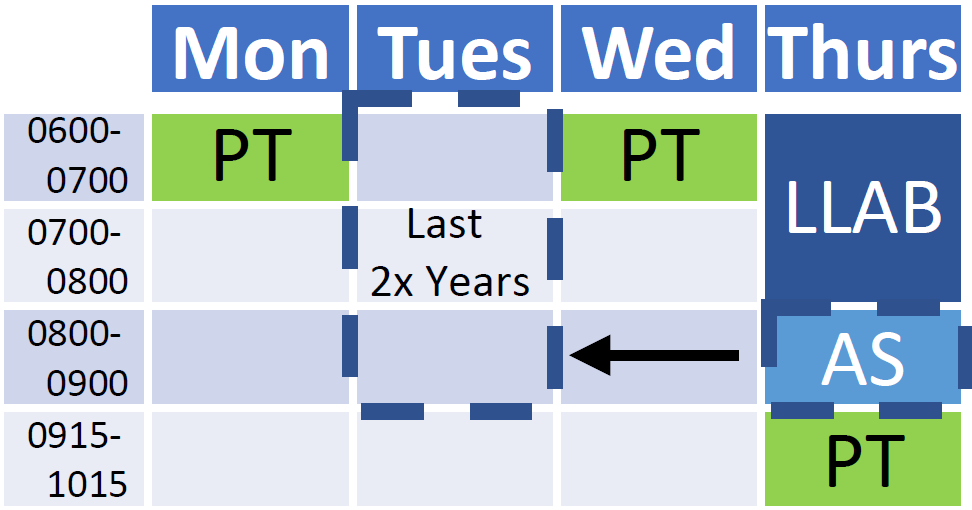 Mon Tues Wed Thurs
0600-
0700
PT PT
LLAB
0700-
0800
Last
2x Years
0800-
0900
AS
0915-
1015
PT